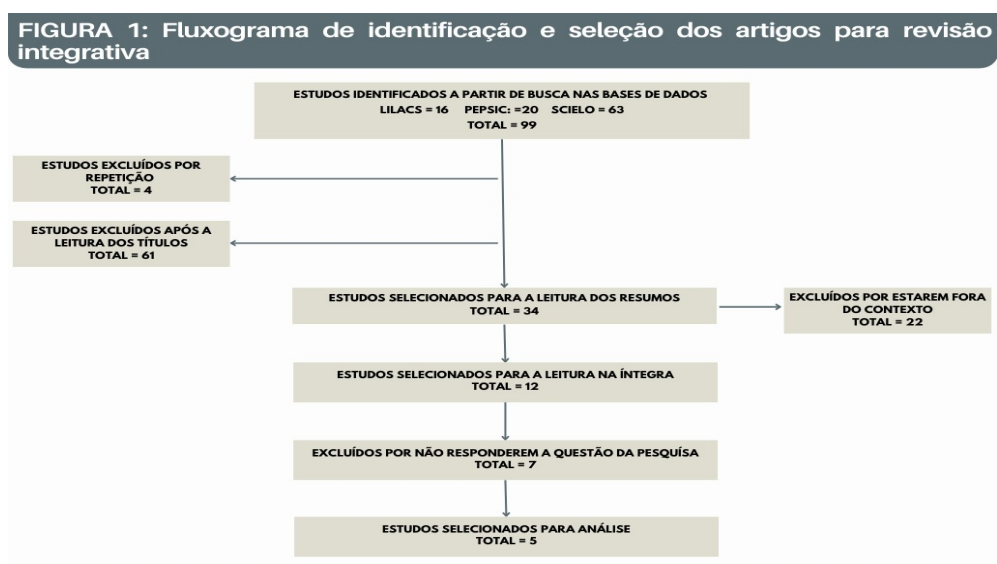 FIGURA 1: Fluxograma de identificação e seleção dos artigos para revisão
integrativa
ESTUDOS IDENTIFICADOS A PARTIR DE BUSCA NAS BASES DE DADOS
LILACS = 16 PEPSIC: =20 SCIELO = 63
TOTAL = 99
ESTUDOS EXCLUÍDOS POR
REPETIÇÃO
TOTAL = 4
ESTUDOS EXCLUÍDOS APÓS A
LEITURA DOS TÍTULOS
TOTAL = 61
ESTUDOS SELECIONADOS PARA A LEITURA DOS RESUMOS
TOTAL = 34
EXCLUÍDOS POR ESTAREM FORA
DO CONTEXTO
TOTAL = 22
ESTUDOS SELECIONADOS PARA A LEITURA NA ÍNTEGRA
TOTAL = 12
EXCLUÍDOS POR NÃO RESPONDEREM A QUESTÃO DA PESQUÍSA
TOTAL = 7
ESTUDOS SELECIONADOS PARA ANÁLISE
TOTAL = 5